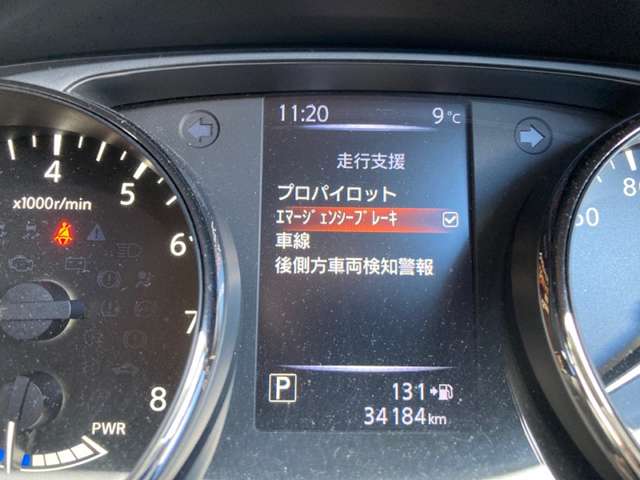 11:20 9℃
走行支援
プロパイロット
ｴﾏｰｼﾞｪﾝｼｰﾌﾞﾚｰｷ
車線
後側方車両検知警報
P 131
34184km
4
5
x1000r/min
6
7
8
PWR